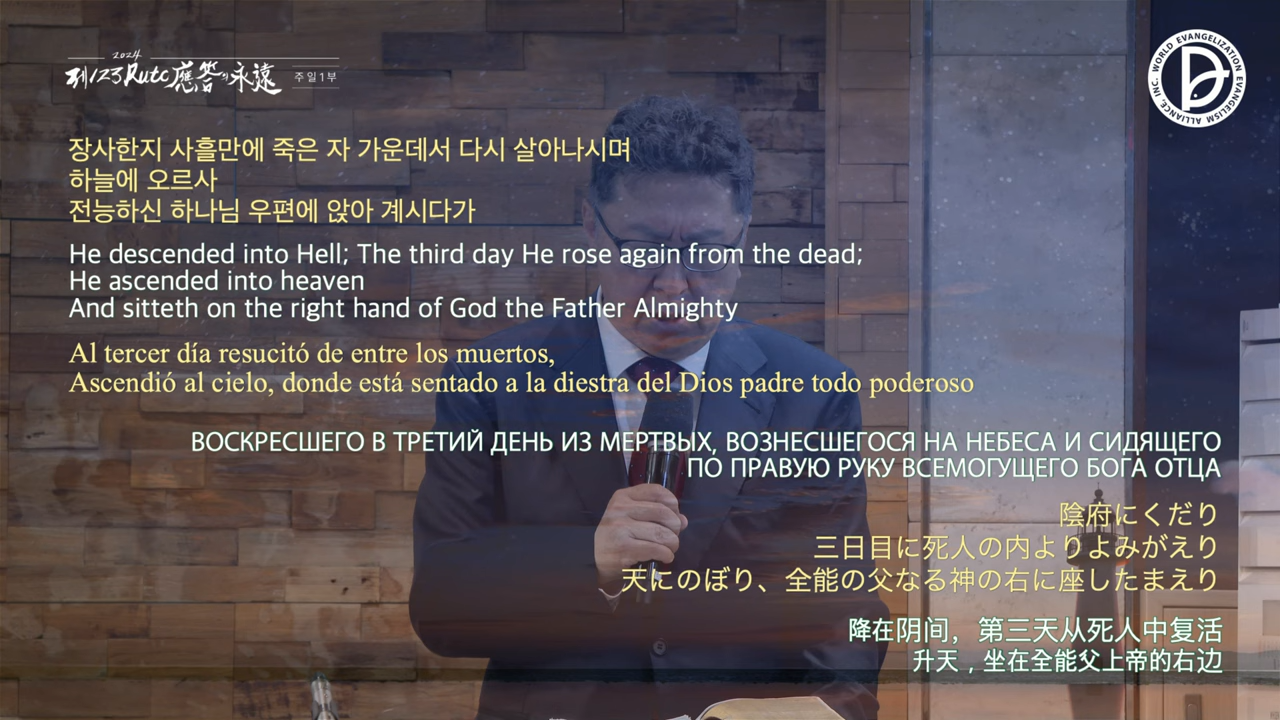 2024
제123 Rutc 應答의 永遠
주일1부
WORLD EVANGELIZATION EVANGELISM ALLIANCE, INC.
장사한지 사흘만에 죽은 자 가운데서 다시 살아나시며
하늘에 오르사
전능하신 하나님 우편에 앉아 계시다가
He descended into Hell; The third day He rose again from the dead;
He ascended into heaven
And sitteth on the right hand of God the Father Almighty
Al tercer día resucitó de entre los muertos,
Ascendió al cielo, donde está sentado a la diestra del Dios padre todo poderoso
ВОСКРЕСШЕГО В ТРЕТИЙ ДЕНЬ ИЗ МЕРТВЫХ, ВОЗНЕСШЕГОСЯ НА НЕБЕСА И СИДЯЩЕГО
ПО ПРАВУЮ РУКУ ВСЕМОГУЩЕГО БОГА ОТЦА
陰府にくだり
三日目に死人の内よりよみがえり
天にのぼり、全能の父なる神の右に座したまえり
降在阴间，第三天从死人中复活
升天，坐在全能父上帝的右边